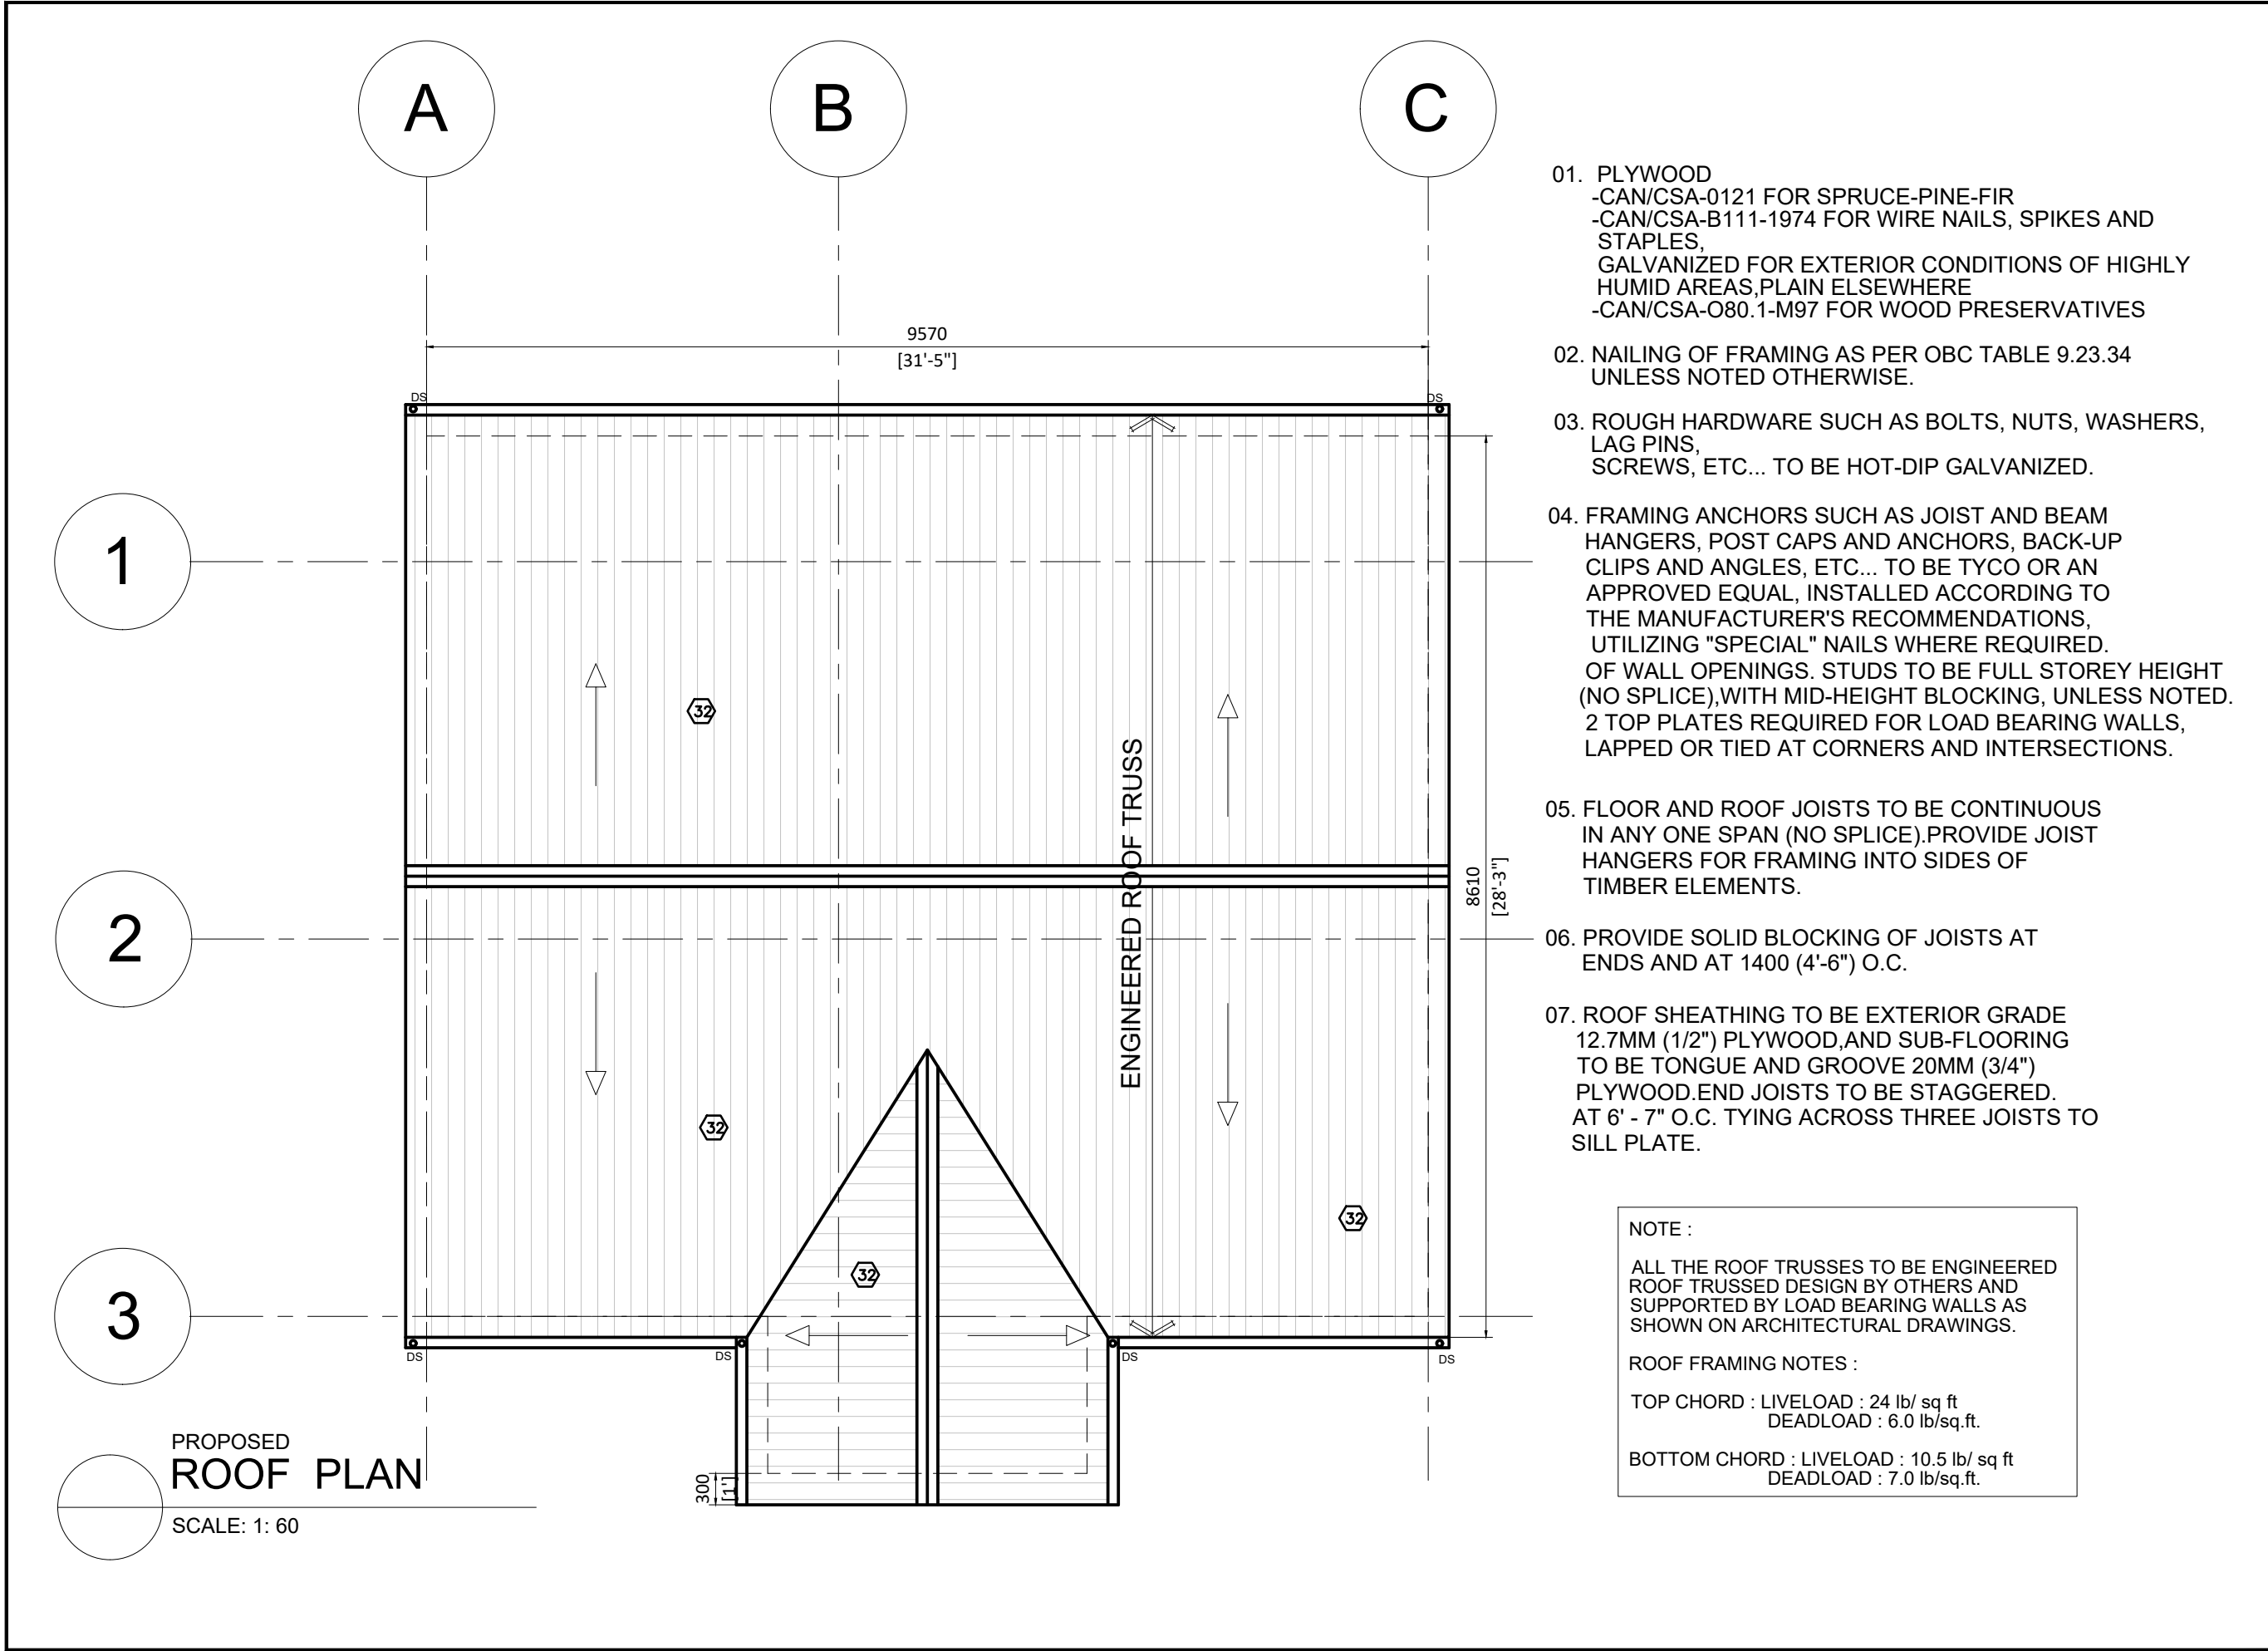 A
B
C
01. PLYWOOD
-CAN/CSA-0121 FOR SPRUCE-PINE-FIR
-CAN/CSA-B111-1974 FOR WIRE NAILS, SPIKES AND
STAPLES,
GALVANIZED FOR EXTERIOR CONDITIONS OF HIGHLY
HUMID AREAS,PLAIN ELSEWHERE
-CAN/CSA-O80.1-M97 FOR WOOD PRESERVATIVES
02. NAILING OF FRAMING AS PER OBC TABLE 9.23.34
UNLESS NOTED OTHERWISE.
03. ROUGH HARDWARE SUCH AS BOLTS, NUTS, WASHERS,
LAG PINS,
SCREWS, ETC... TO BE HOT-DIP GALVANIZED.
04. FRAMING ANCHORS SUCH AS JOIST AND BEAM
HANGERS, POST CAPS AND ANCHORS, BACK-UP
CLIPS AND ANGLES, ETC... TO BE TYCO OR AN
APPROVED EQUAL, INSTALLED ACCORDING TO
THE MANUFACTURER'S RECOMMENDATIONS,
UTILIZING "SPECIAL" NAILS WHERE REQUIRED.
OF WALL OPENINGS. STUDS TO BE FULL STOREY HEIGHT
(NO SPLICE),WITH MID-HEIGHT BLOCKING, UNLESS NOTED.
2 TOP PLATES REQUIRED FOR LOAD BEARING WALLS,
LAPPED OR TIED AT CORNERS AND INTERSECTIONS.
05. FLOOR AND ROOF JOISTS TO BE CONTINUOUS
IN ANY ONE SPAN (NO SPLICE).PROVIDE JOIST
HANGERS FOR FRAMING INTO SIDES OF
TIMBER ELEMENTS.
06. PROVIDE SOLID BLOCKING OF JOISTS AT
ENDS AND AT 1400 (4'-6") O.C.
07. ROOF SHEATHING TO BE EXTERIOR GRADE
12.7MM (1/2") PLYWOOD,AND SUB-FLOORING
TO BE TONGUE AND GROOVE 20MM (3/4")
PLYWOOD.END JOISTS TO BE STAGGERED.
AT 6' - 7" O.C. TYING ACROSS THREE JOISTS TO
SILL PLATE.
9570
[31'-5"]
DS
DS
1
32
ENGINEERED ROOF TRUSS
8610
[28'-3"]
2
32
32
32
3
DS
DS
DS
DS
300
[1']
NOTE :
ALL THE ROOF TRUSSES TO BE ENGINEERED
ROOF TRUSSED DESIGN BY OTHERS AND
SUPPORTED BY LOAD BEARING WALLS AS
SHOWN ON ARCHITECTURAL DRAWINGS.
ROOF FRAMING NOTES :
TOP CHORD : LIVELOAD : 24 lb/ sq ft
DEADLOAD : 6.0 lb/sq.ft.
BOTTOM CHORD : LIVELOAD : 10.5 lb/ sq ft
DEADLOAD : 7.0 lb/sq.ft.
PROPOSED
ROOF PLAN
SCALE: 1: 60